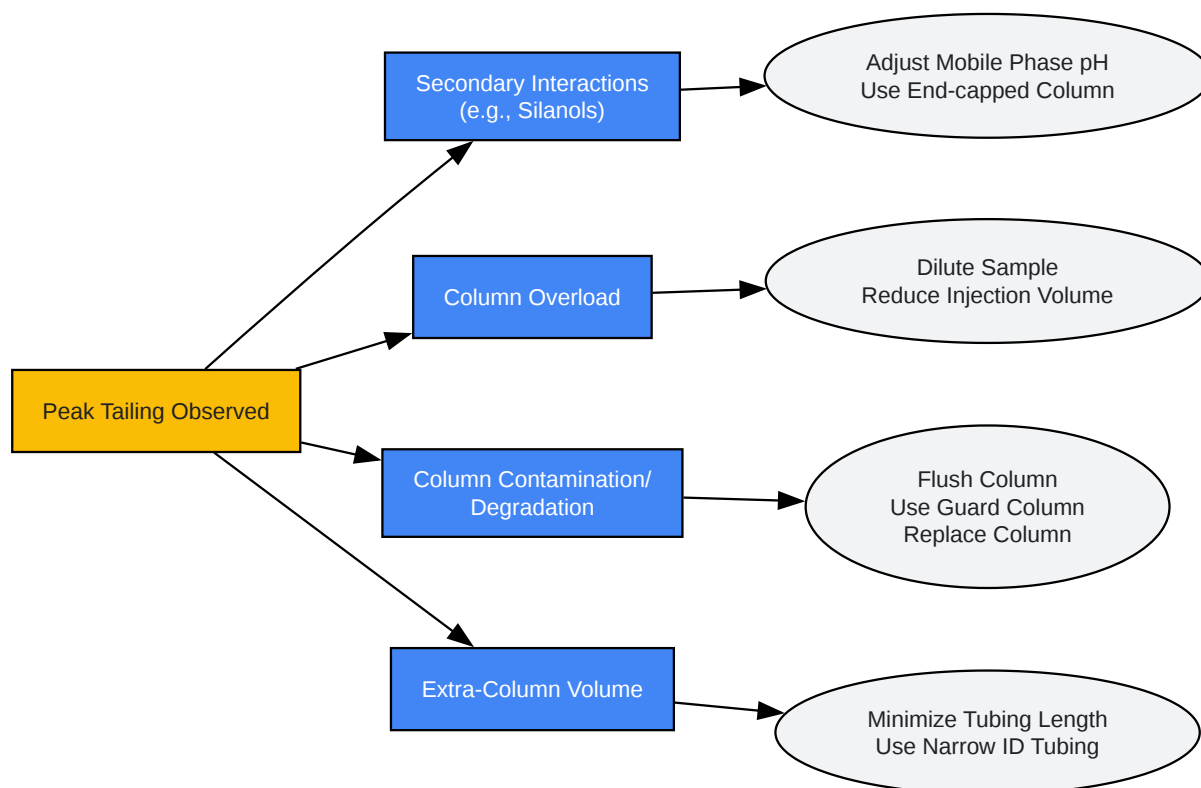 Secondary Interactions
(e.g., Silanols)
Adjust Mobile Phase pH
Use End-capped Column
Column Overload
Dilute Sample
Reduce Injection Volume
Peak Tailing Observed
Column Contamination/
Degradation
Flush Column
Use Guard Column
Replace Column
Extra-Column Volume
Minimize Tubing Length
Use Narrow ID Tubing